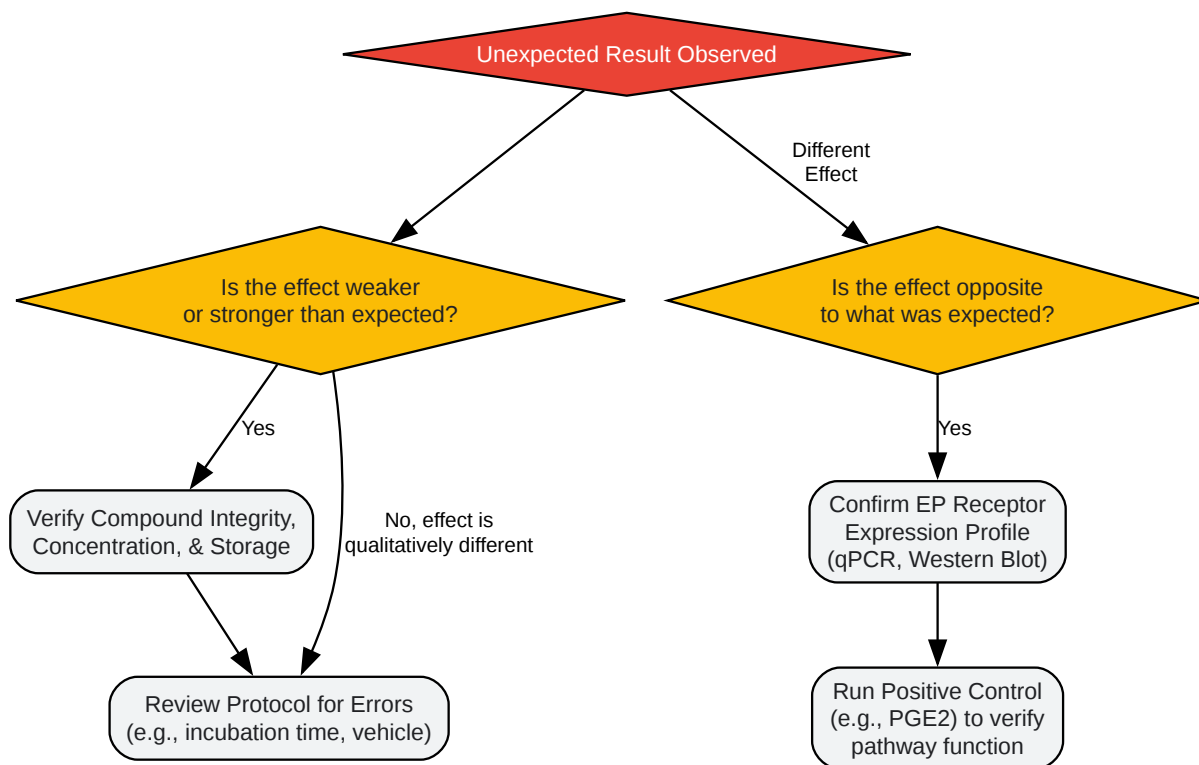 Unexpected Result Observed
Different
Effect
Is the effect weaker
or stronger than expected?
Is the effect opposite
to what was expected?
Yes
Yes
Verify Compound Integrity,
Concentration, & Storage
No, effect is
qualitatively different
Confirm EP Receptor
Expression Profile
(qPCR, Western Blot)
Review Protocol for Errors
(e.g., incubation time, vehicle)
Run Positive Control
(e.g., PGE2) to verify
pathway function